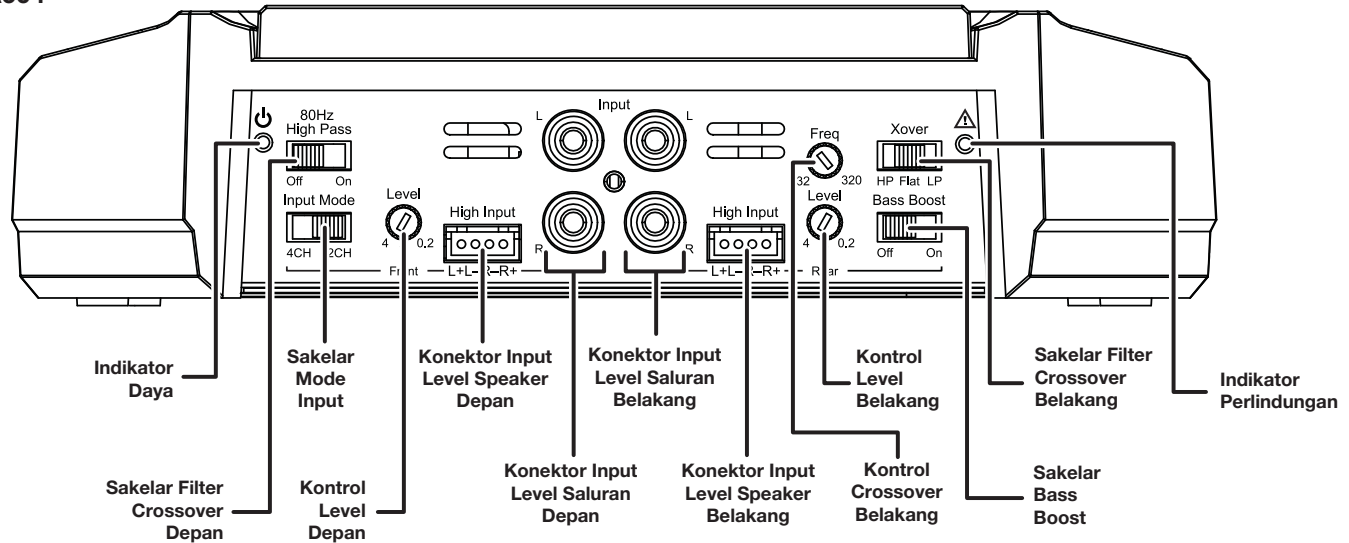 80Hz
High Pass
Off On
Input Mode
4CH 2CH
Level
4 0.2
High Input
L+L–R–R+
Front
Input
L L
R R
High Input
L+L–R–R+
Rear
Freq
32 320
Level
4 0.2
Xover
HP Flat LP
Bass Boost
Off On
Indikator
Daya
Sakelar
Mode
Input
Konektor Input
Level Speaker
Depan
Konektor Input
Level Saluran
Belakang
Kontrol
Level
Belakang
Sakelar Filter
Crossover
Belakang
Indikator
Perlindungan
Sakelar Filter
Crossover
Depan
Kontrol
Level
Depan
Konektor Input
Level Saluran
Depan
Konektor Input
Level Speaker
Belakang
Kontrol
Crossover
Belakang
Sakelar
Bass
Boost